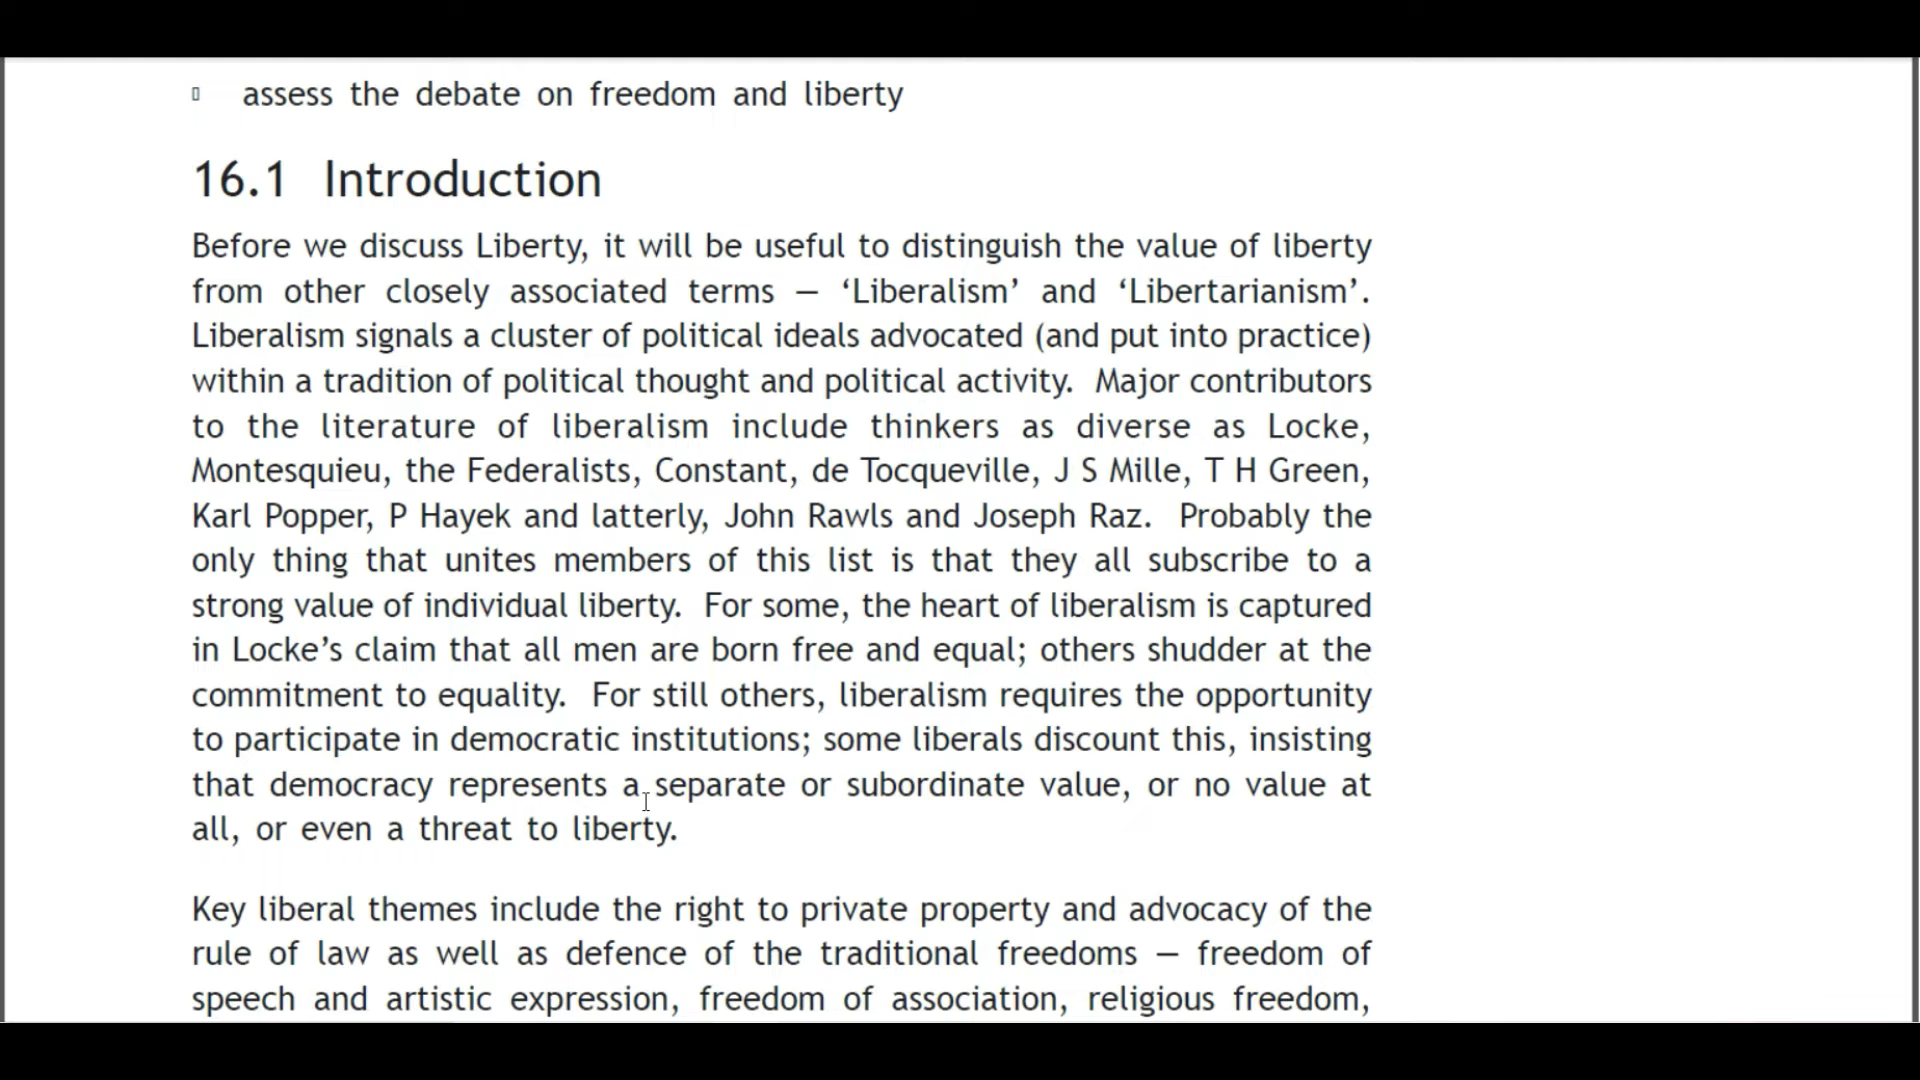 assess the debate on freedom and liberty
16.1 Introduction
Before we discuss Liberty, it will be useful to distinguish the value of liberty
from other closely associated terms — ‘Liberalism’ and ‘Libertarianism’.
Liberalism signals a cluster of political ideals advocated (and put into practice)
within a tradition of political thought and political activity. Major contributors
to the literature of liberalism include thinkers as diverse as Locke,
Montesquieu, the Federalists, Constant, de Tocqueville, J S Mille, T H Green,
Karl Popper, P Hayek and latterly, John Rawls and Joseph Raz. Probably the
only thing that unites members of this list is that they all subscribe to a
strong value of individual liberty. For some, the heart of liberalism is captured
in Locke’s claim that all men are born free and equal; others shudder at the
commitment to equality. For still others, liberalism requires the opportunity
to participate in democratic institutions; some liberals discount this, insisting
that democracy represents a separate or subordinate value, or no value at
all, or even a threat to liberty.
Key liberal themes include the right to private property and advocacy of the
rule of law as well as defence of the traditional freedoms — freedom of
speech and artistic expression, freedom of association, religious freedom,